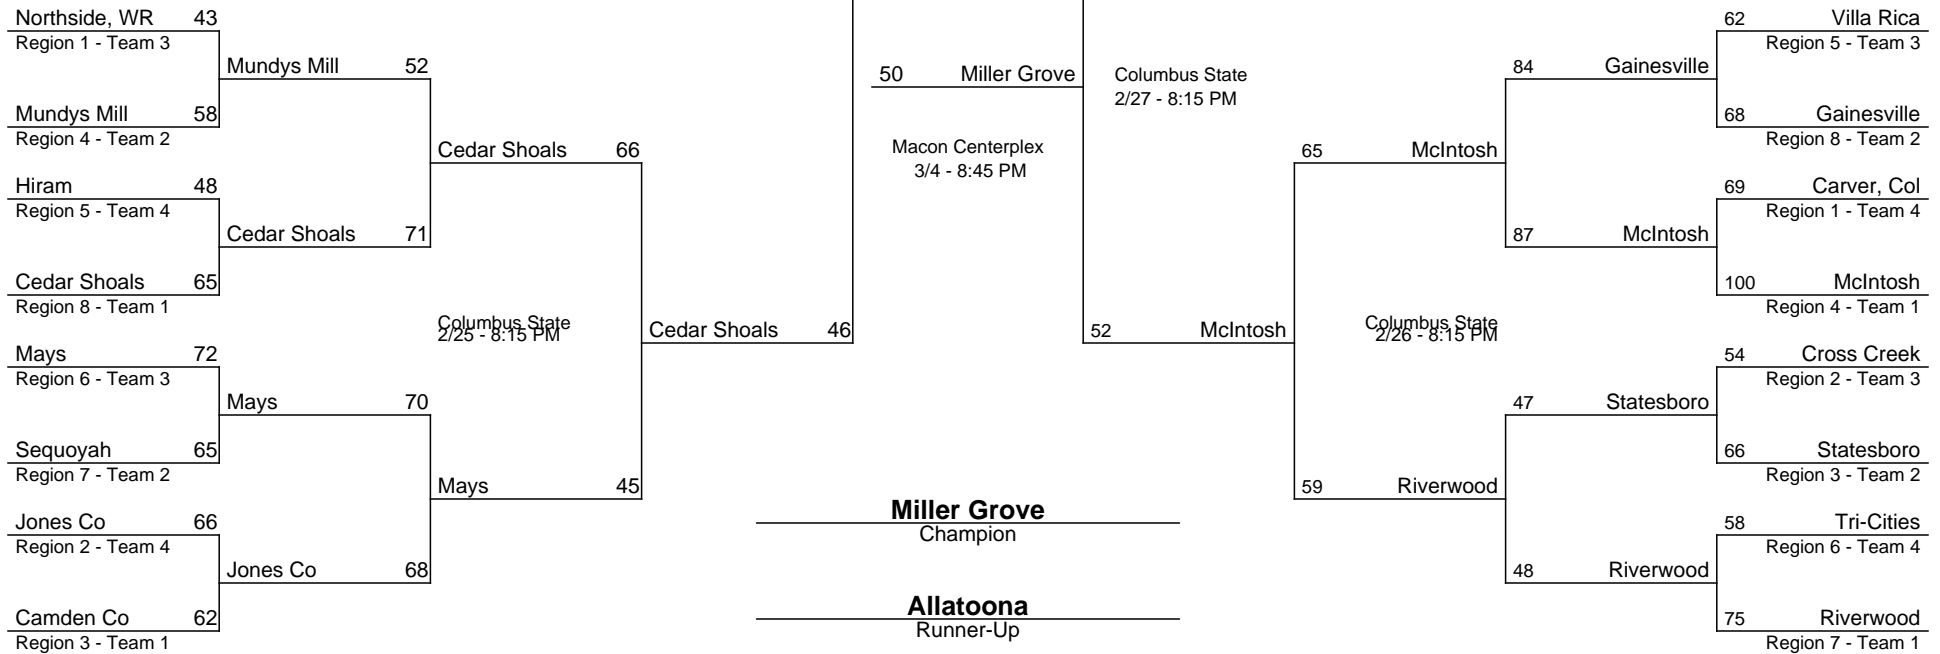 Northside, WR 43
Region 1 - Team 3
Mundys Mill 52
Mundys Mill 58
Region 4 - Team 2
Cedar Shoals 66
Hiram 48
Region 5 - Team 4
Cedar Shoals 71
Cedar Shoals 65
Region 8 - Team 1
Columbus State
2/25 - 8:15 PM
Cedar Shoals 46
Mays 72
Region 6 - Team 3
Mays 70
Sequoyah 65
Region 7 - Team 2
Mays 45
Jones Co 66
Region 2 - Team 4
Jones Co 68
Camden Co 62
Region 3 - Team 1
50 Miller Grove
Macon Centerplex
3/4 - 8:45 PM
Miller Grove
Champion
Allatoona
Runner-Up
Columbus State
2/27 - 8:15 PM
52 McIntosh
65 McIntosh
Columbus State
2/26 - 8:15 PM
59 Riverwood
84 Gainesville
87 McIntosh
47 Statesboro
48 Riverwood
62 Villa Rica
Region 5 - Team 3
68 Gainesville
Region 8 - Team 2
69 Carver, Col
Region 1 - Team 4
100 McIntosh
Region 4 - Team 1
54 Cross Creek
Region 2 - Team 3
66 Statesboro
Region 3 - Team 2
58 Tri-Cities
Region 6 - Team 4
75 Riverwood
Region 7 - Team 1